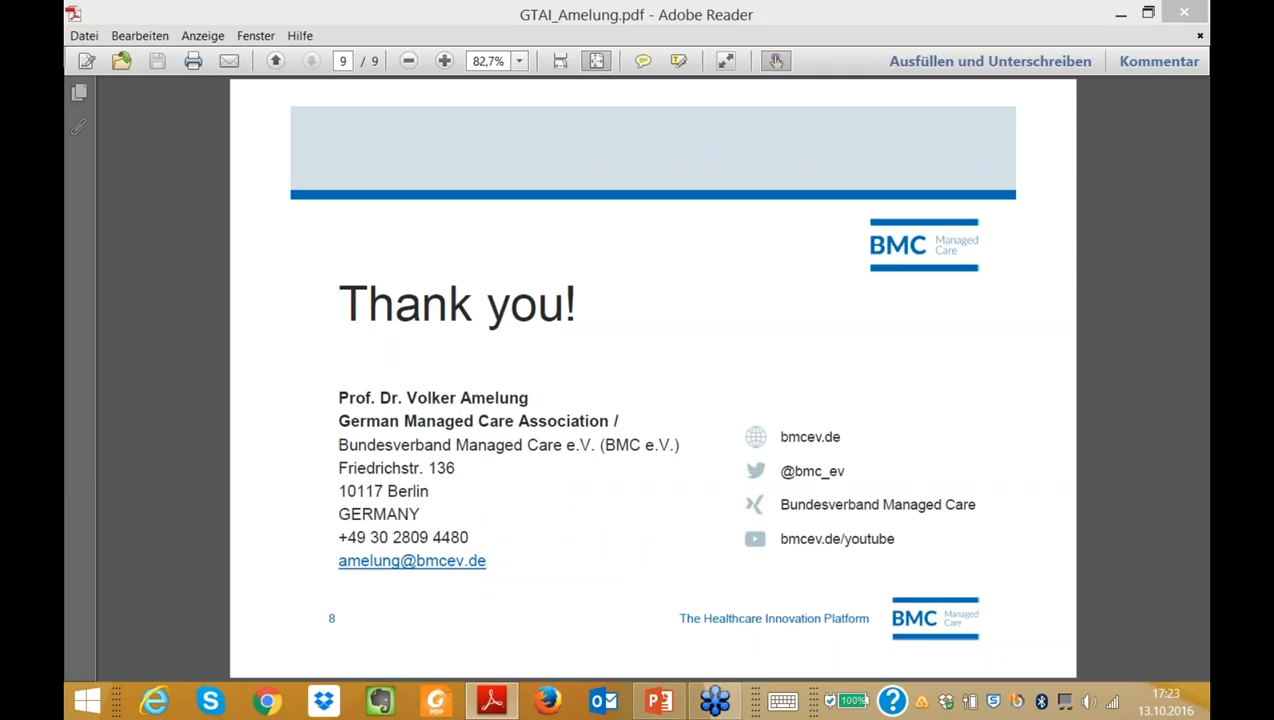 GTAI_Amelung.pdf - Adobe Reader
Datei Bearbeiten Anzeige Fenster Hilfe
9 / 9 82,7% Ausfüllen und Unterschreiben Kommentar
BMC Managed Care
Thank you!
Prof. Dr. Volker Amelung
German Managed Care Association /
Bundesverband Managed Care e.V. (BMC e.V.)
Friedrichstr. 136
10117 Berlin
GERMANY
+49 30 2809 4480
amelung@bmcev.de
bmcev.de
@bmc_ev
Bundesverband Managed Care
bmcev.de/youtube
8 The Healthcare Innovation Platform BMC Managed Care
100% 17:23
13.10.2016